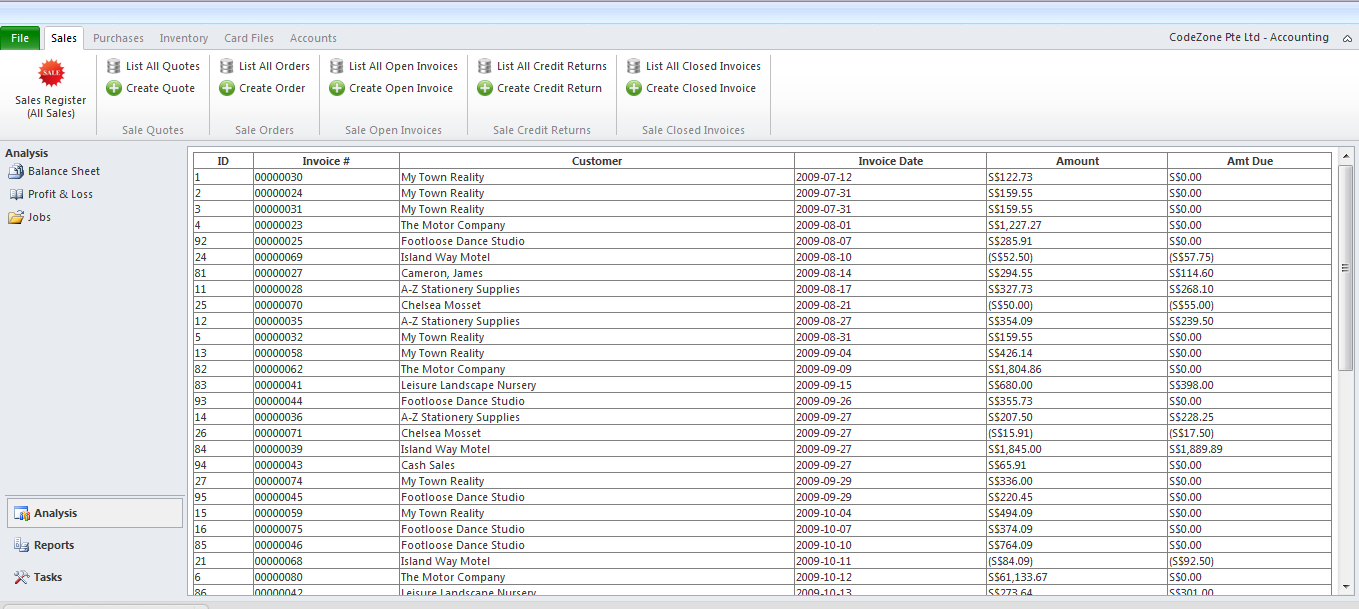 File Sales Purchases Inventory Card Files Accounts CodeZone Pte Ltd - Accounting
SALE
Sales Register
(All Sales)
List All Quotes
Create Quote
Sale Quotes
List All Orders
Create Order
Sale Orders
List All Open Invoices
Create Open Invoice
Sale Open Invoices
List All Credit Returns
Create Credit Return
Sale Credit Returns
List All Closed Invoices
Create Closed Invoice
Sale Closed Invoices
Analysis
Balance Sheet
Profit & Loss
Jobs
Analysis
Reports
Tasks
ID Invoice # Customer Invoice Date Amount Amt Due
1 00000030 My Town Reality 2009-07-12 S$122.73 S$0.00
2 00000024 My Town Reality 2009-07-31 S$159.55 S$0.00
3 00000031 My Town Reality 2009-07-31 S$159.55 S$0.00
4 00000023 The Motor Company 2009-08-01 S$1,227.27 S$0.00
92 00000025 Footloose Dance Studio 2009-08-07 S$285.91 S$0.00
24 00000069 Island Way Motel 2009-08-10 (S$52.50) (S$57.75)
81 00000027 Cameron, James 2009-08-14 S$294.55 S$114.60
11 00000028 A-Z Stationery Supplies 2009-08-17 S$327.73 S$268.10
25 00000070 Chelsea Mosset 2009-08-21 (S$50.00) (S$55.00)
12 00000035 A-Z Stationery Supplies 2009-08-27 S$354.09 S$239.50
5 00000032 My Town Reality 2009-08-31 S$159.55 S$0.00
13 00000058 My Town Reality 2009-09-04 S$426.14 S$0.00
82 00000062 The Motor Company 2009-09-09 S$1,804.86 S$0.00
83 00000041 Leisure Landscape Nursery 2009-09-15 S$680.00 S$398.00
93 00000044 Footloose Dance Studio 2009-09-26 S$355.73 S$0.00
14 00000036 A-Z Stationery Supplies 2009-09-27 S$207.50 S$228.25
26 00000071 Chelsea Mosset 2009-09-27 (S$15.91) (S$17.50)
84 00000039 Island Way Motel 2009-09-27 S$1,845.00 S$1,889.89
94 00000043 Cash Sales 2009-09-27 S$65.91 S$0.00
27 00000074 My Town Reality 2009-09-29 S$336.00 S$0.00
95 00000045 Footloose Dance Studio 2009-09-29 S$220.45 S$0.00
15 00000059 My Town Reality 2009-10-04 S$494.09 S$0.00
16 00000075 Footloose Dance Studio 2009-10-07 S$374.09 S$0.00
85 00000046 Footloose Dance Studio 2009-10-10 S$764.09 S$0.00
21 00000068 Island Way Motel 2009-10-11 (S$84.09) (S$92.50)
6 00000080 The Motor Company 2009-10-12 S$61,133.67 S$0.00
86 00000042 Leisure Landscape Nursery 2009-10-13 S$273.64 S$301.00